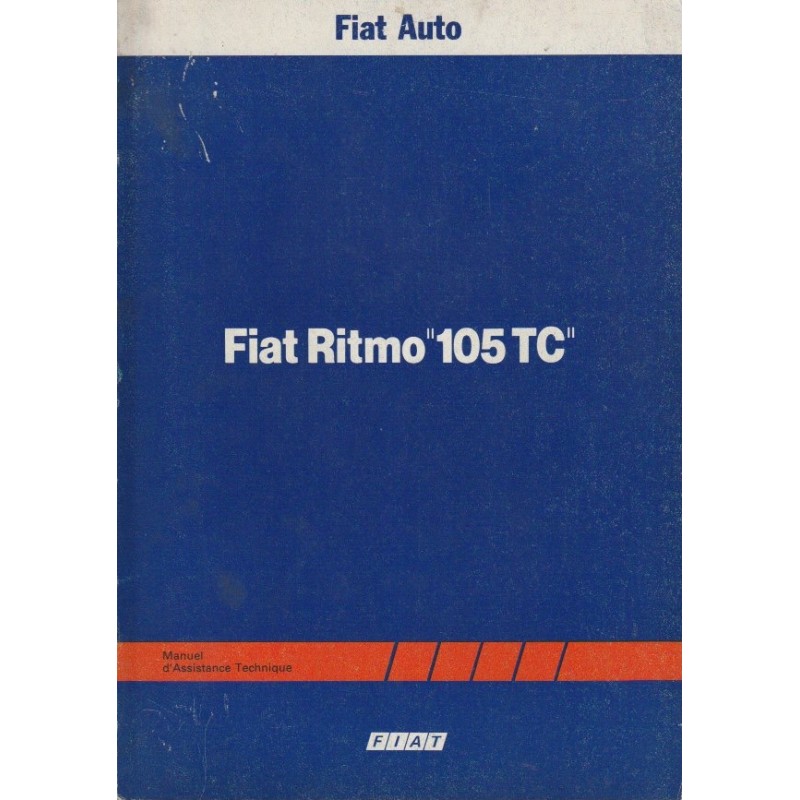 Fiat Auto
Fiat Ritmo "105 TC"
Manuel
d'Assistance Technique
FIAT